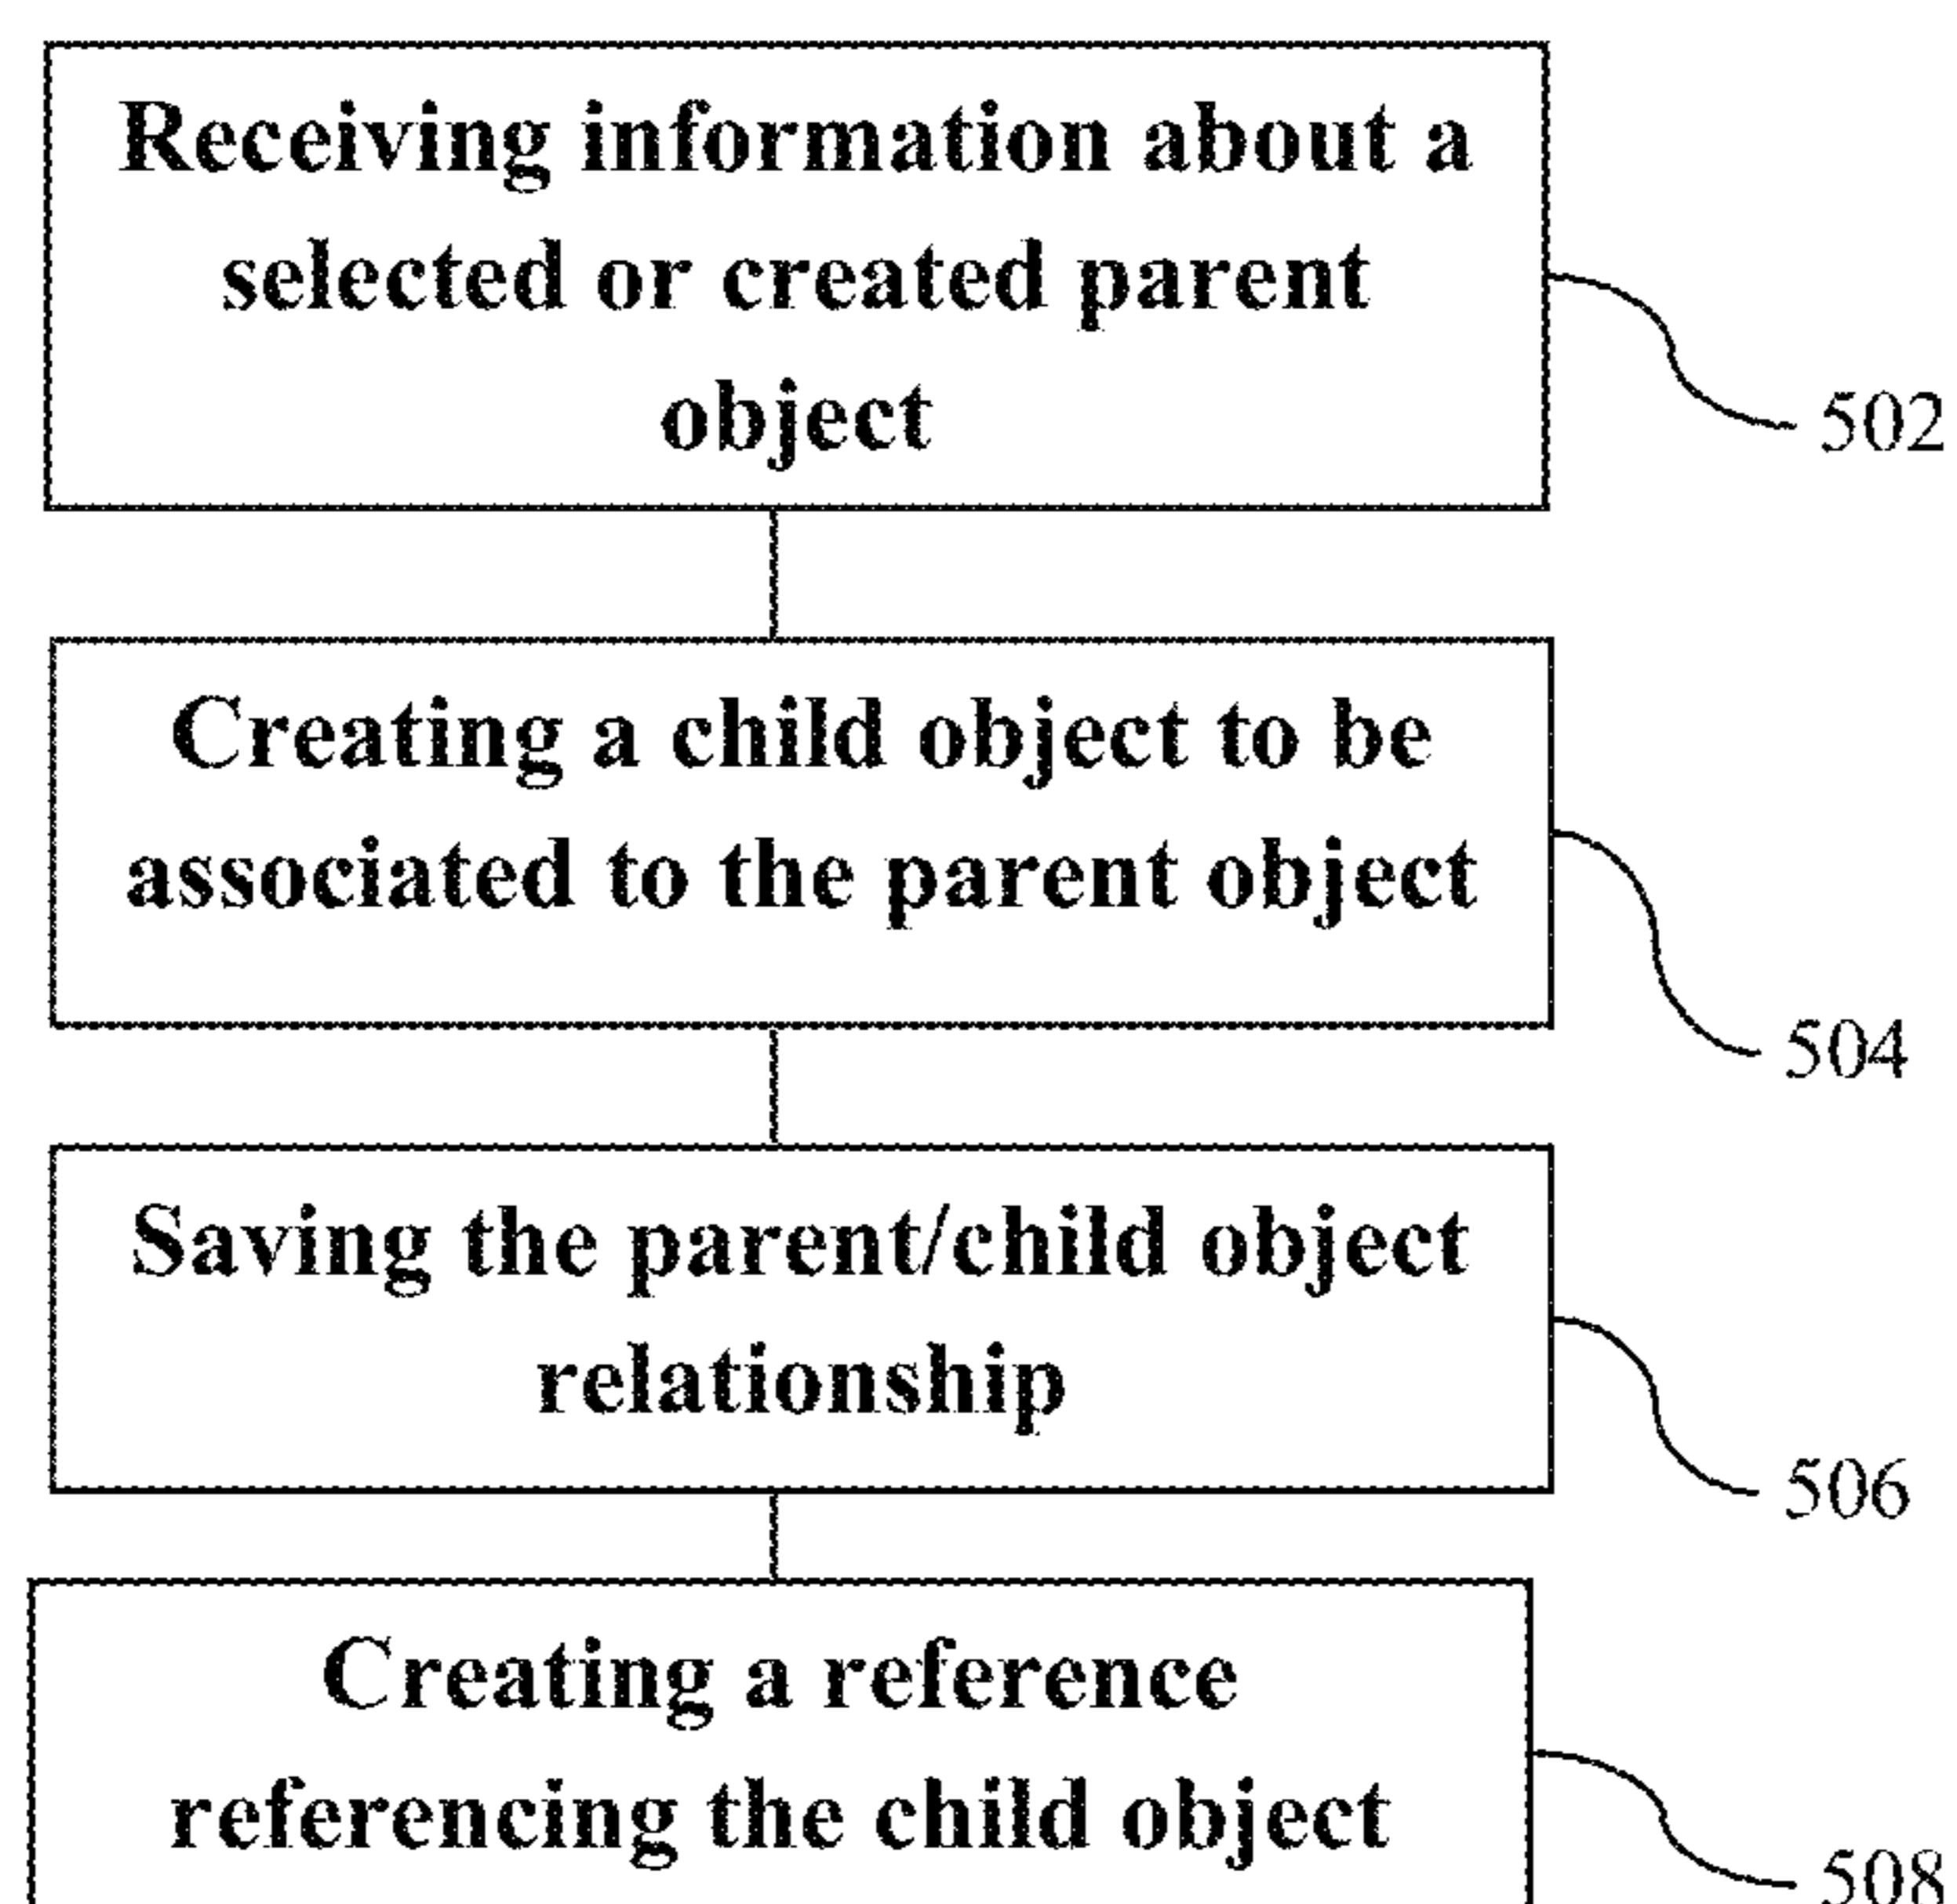 Receiving information about a
selected or created parent
object
502
Creating a child object to be
associated to the parent object
504
Saving the parent/child object
relationship
506
Creating a reference
referencing the child object
508